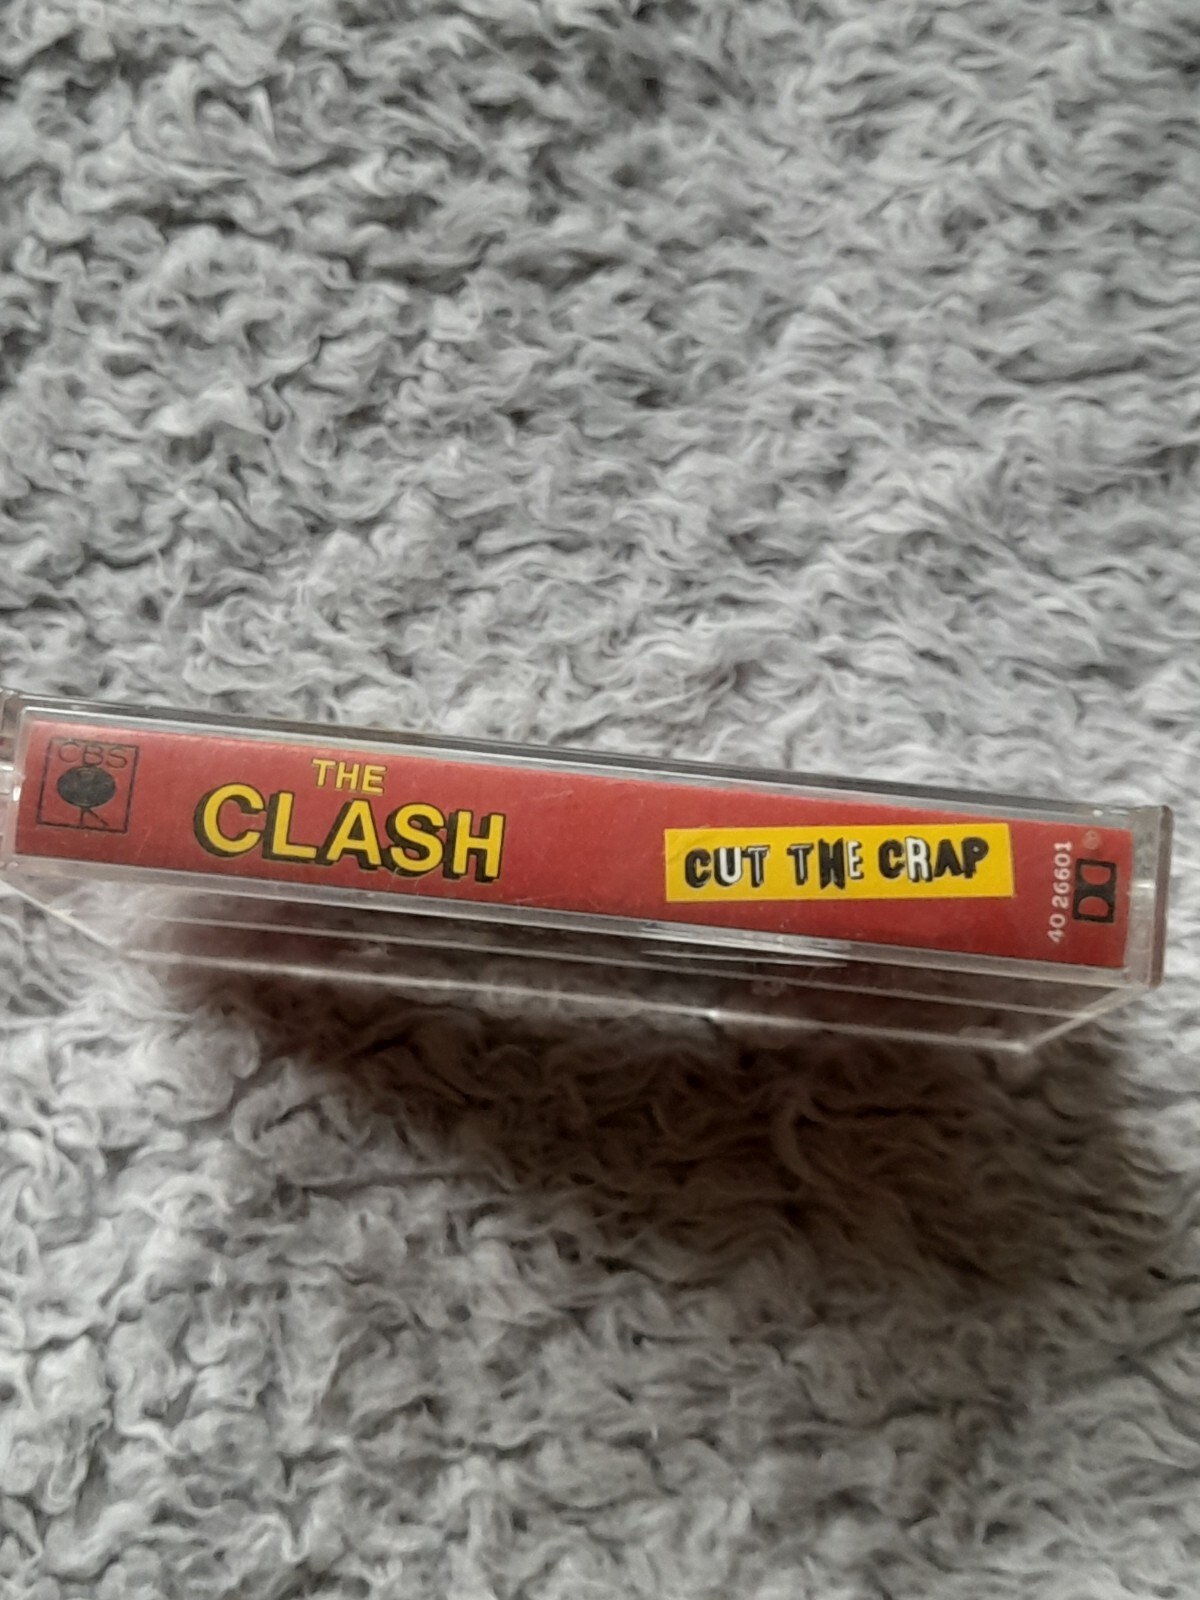 CBS
THE
CLASH
CUT THE CRAP
40 26601